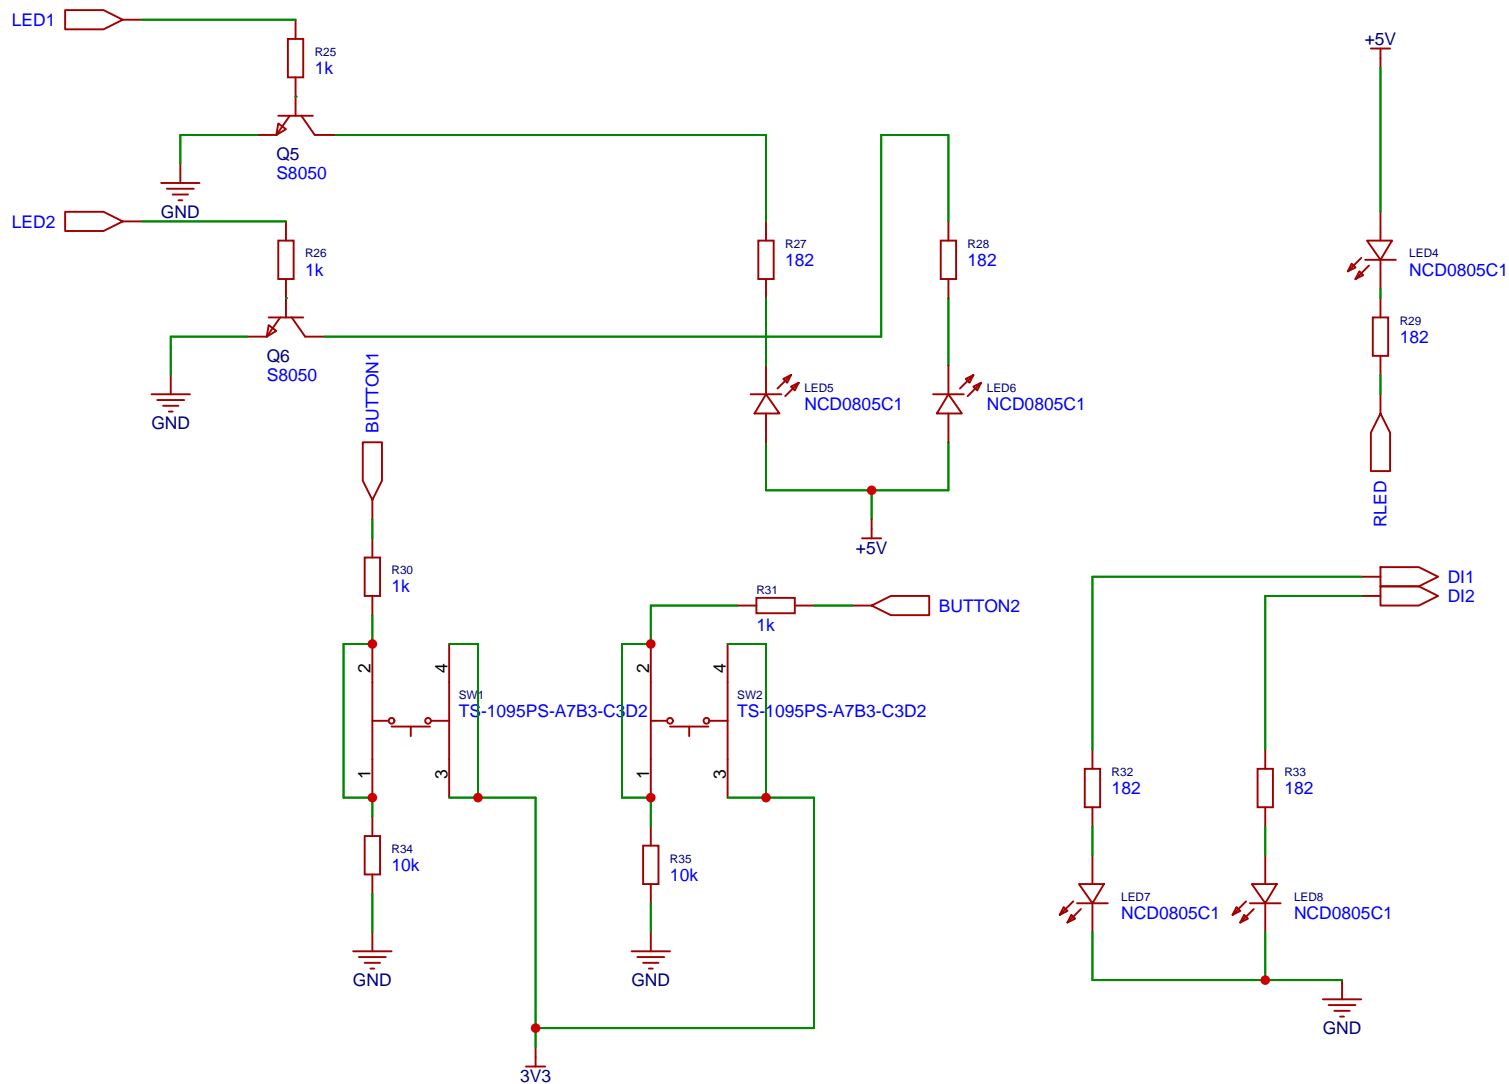 LED1
R25
1k
Q5
S8050
GND
LED2
R26
1k
Q6
S8050
GND
R27
182
R28
182
LED5
NCD0805C1
LED6
NCD0805C1
+5V
+5V
LED4
NCD0805C1
R29
182
RLED
BUTTON1
R30
1k
2
1
4
3
SW1
TS-1095PS-A7B3-C3D2
R34
10k
GND
R31
1k
BUTTON2
2
1
4
3
SW2
TS-1095PS-A7B3-C3D2
R35
10k
GND
3V3
DI1
DI2
R32
182
R33
182
LED7
NCD0805C1
LED8
NCD0805C1
GND